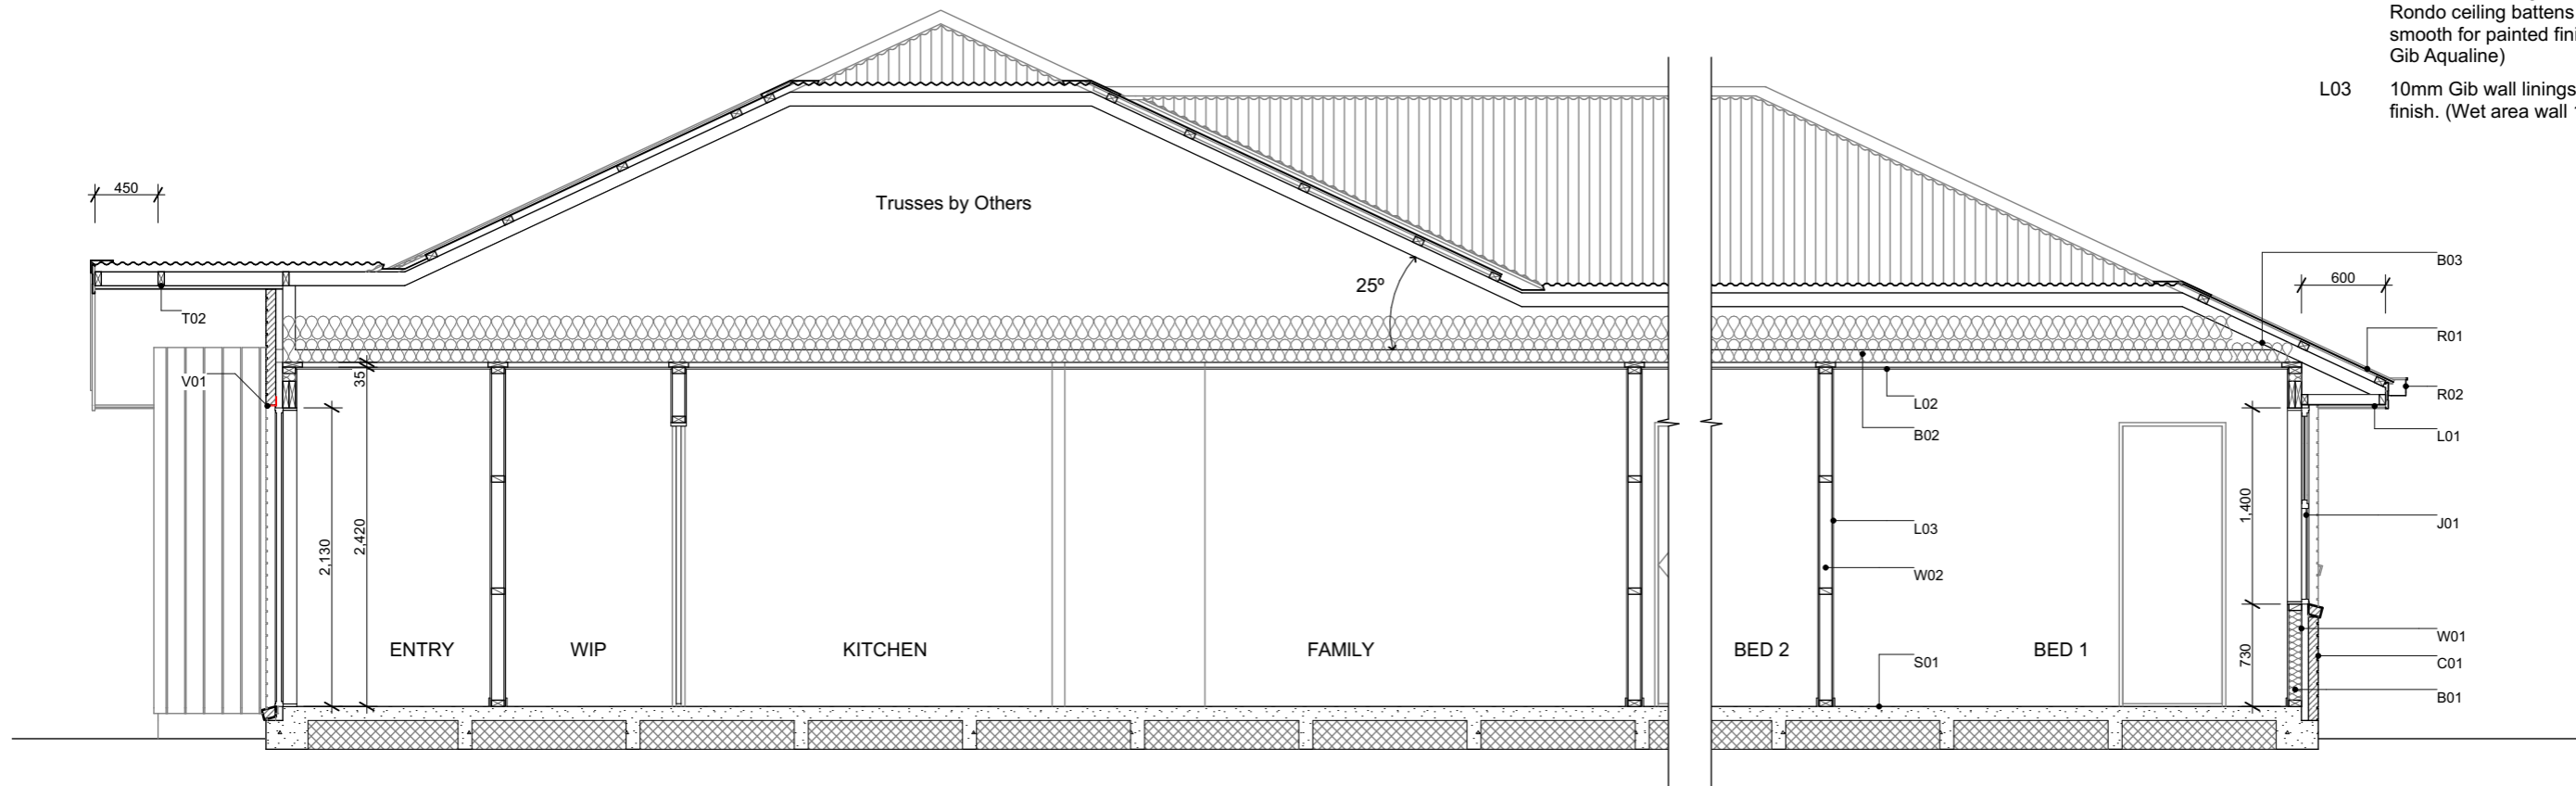 Rondo ceiling battens
smooth for painted fini
Gib Aqualine)
L03 10mm Gib wall linings
finish. (Wet area wall
450
Trusses by Others
25º
B03
600
T02
R01
V01
35
R02
L02
L01
B02
2,130
2,420
1,400
J01
L03
W02
ENTRY
WIP
KITCHEN
FAMILY
BED 2
BED 1
S01
730
W01
C01
B01